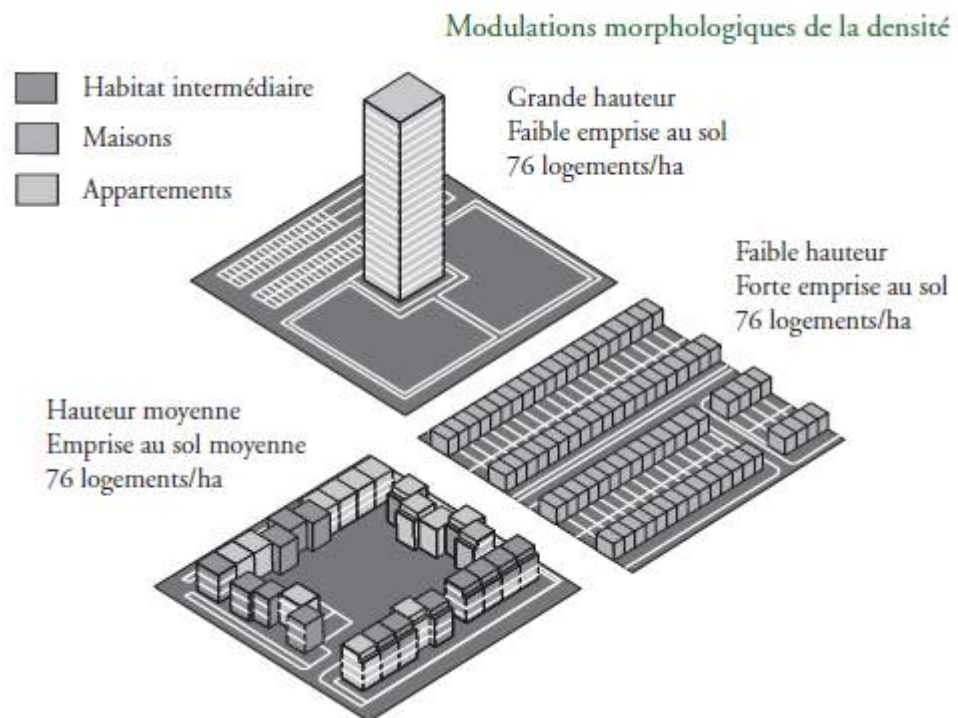 Modulations morphologiques de la densité
Habitat intermédiaire
Maisons
Appartements
Grande hauteur
Faible emprise au sol
76 logements/ha
Faible hauteur
Forte emprise au sol
76 logements/ha
Hauteur moyenne
Emprise au sol moyenne
76 logements/ha